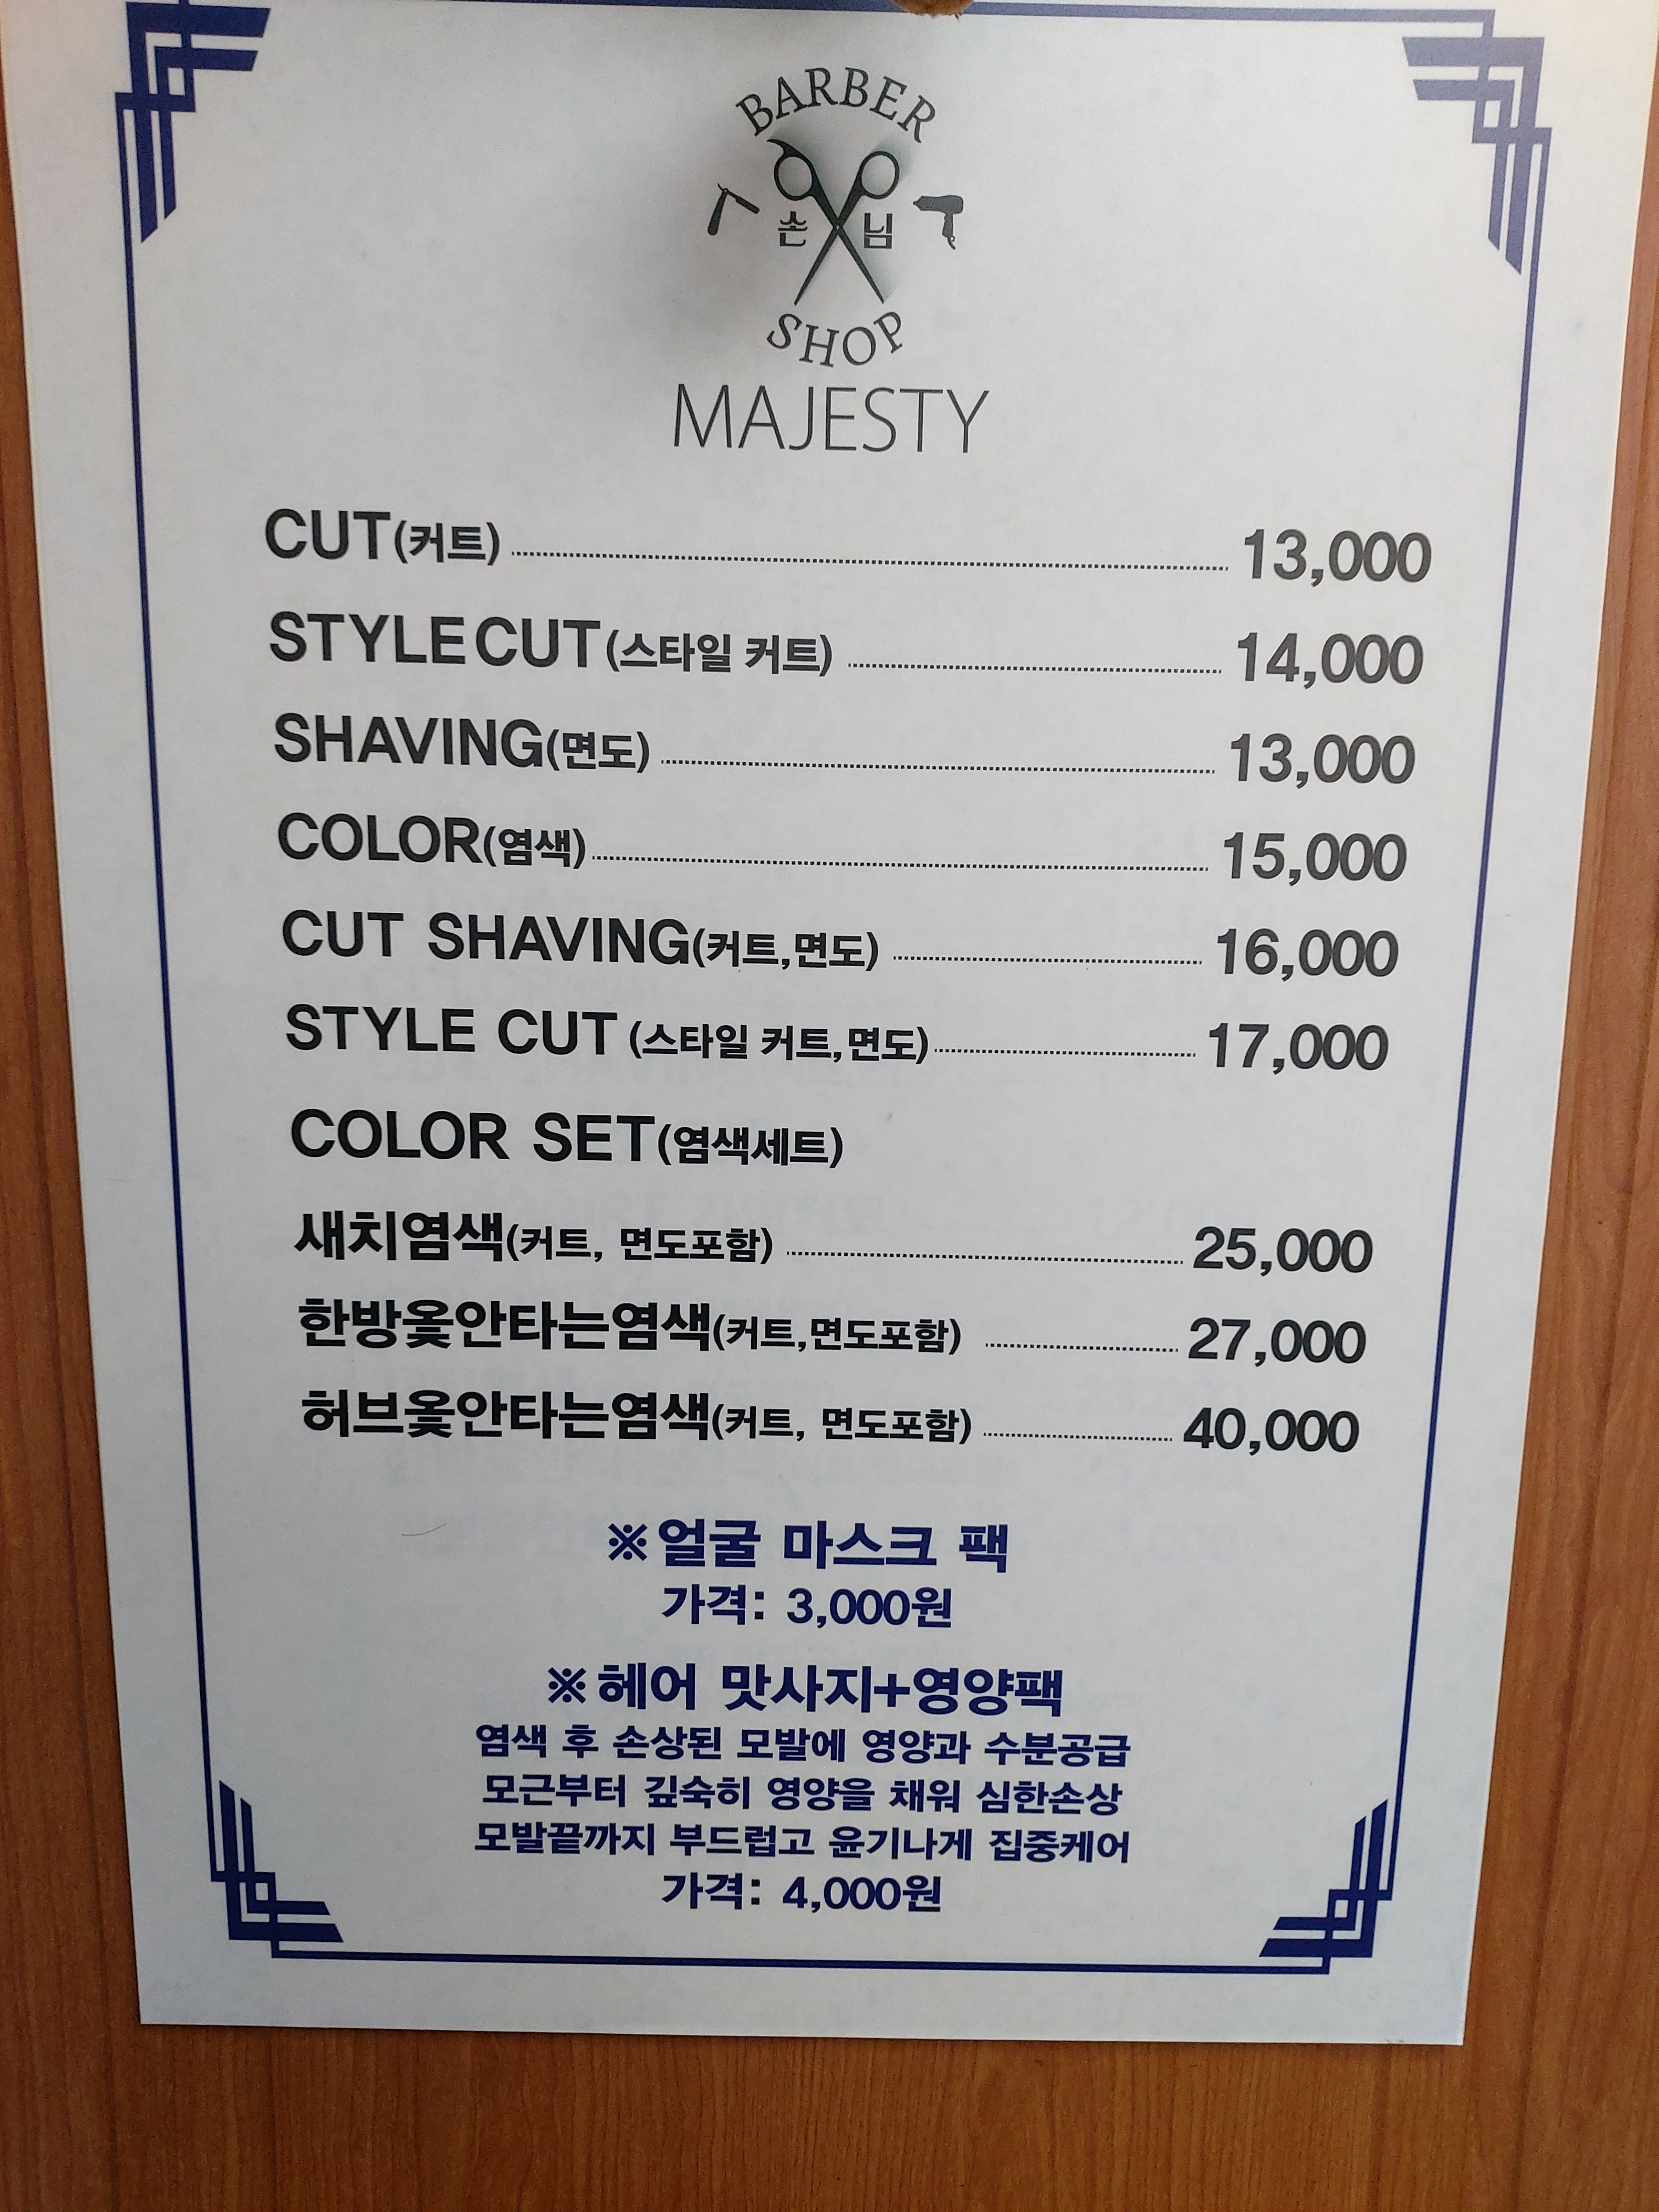 BARBER
손님
SHOP
MAJESTY
CUT(커트) 13,000
STYLE CUT(스타일 커트) 14,000
SHAVING(면도) 13,000
COLOR(염색) 15,000
CUT SHAVING(커트,면도) 16,000
STYLE CUT (스타일 커트,면도) 17,000
COLOR SET(염색세트)
새치염색(커트, 면도포함) 25,000
한방옻안타는염색(커트,면도포함) 27,000
허브옻안타는염색(커트, 면도포함) 40,000
※얼굴 마스크 팩
가격: 3,000원
※헤어 맛사지+영양팩
염색 후 손상된 모발에 영양과 수분공급
모근부터 깊숙히 영양을 채워 심한손상
모발끝까지 부드럽고 윤기나게 집중케어
가격: 4,000원